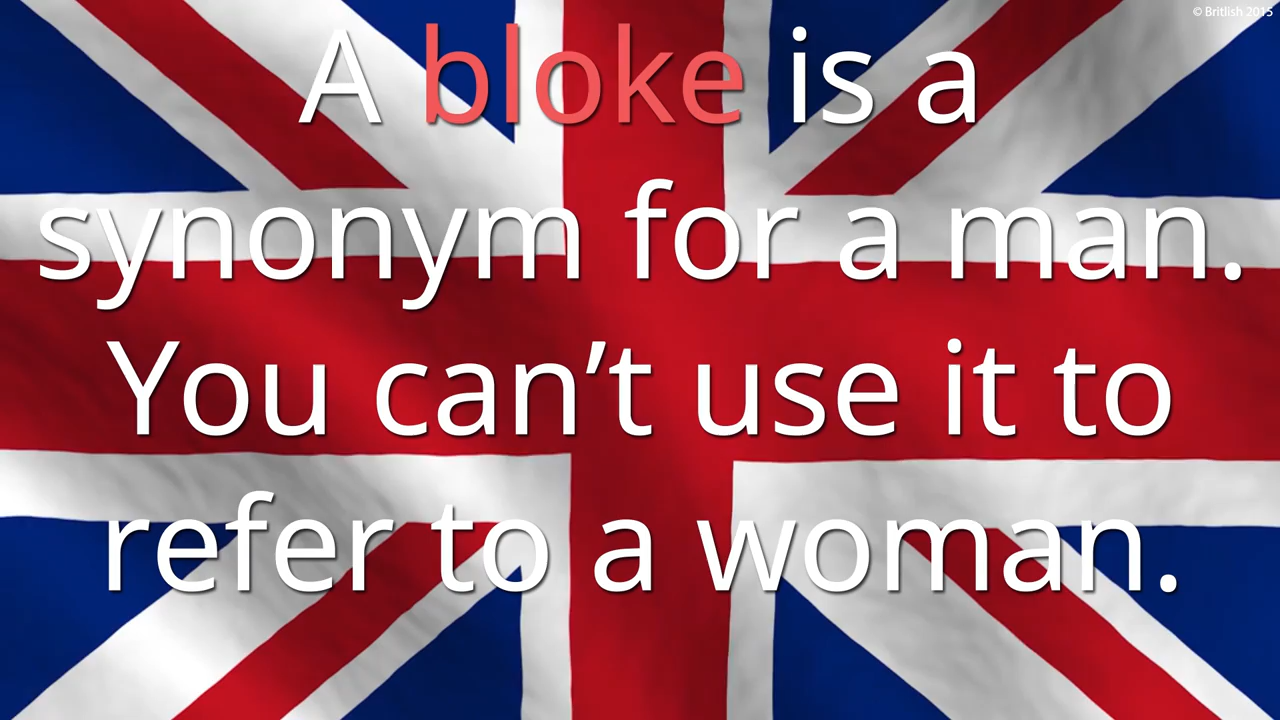 © Britlish 2015
A bloke is a
synonym for a man.
You can’t use it to
refer to a woman.